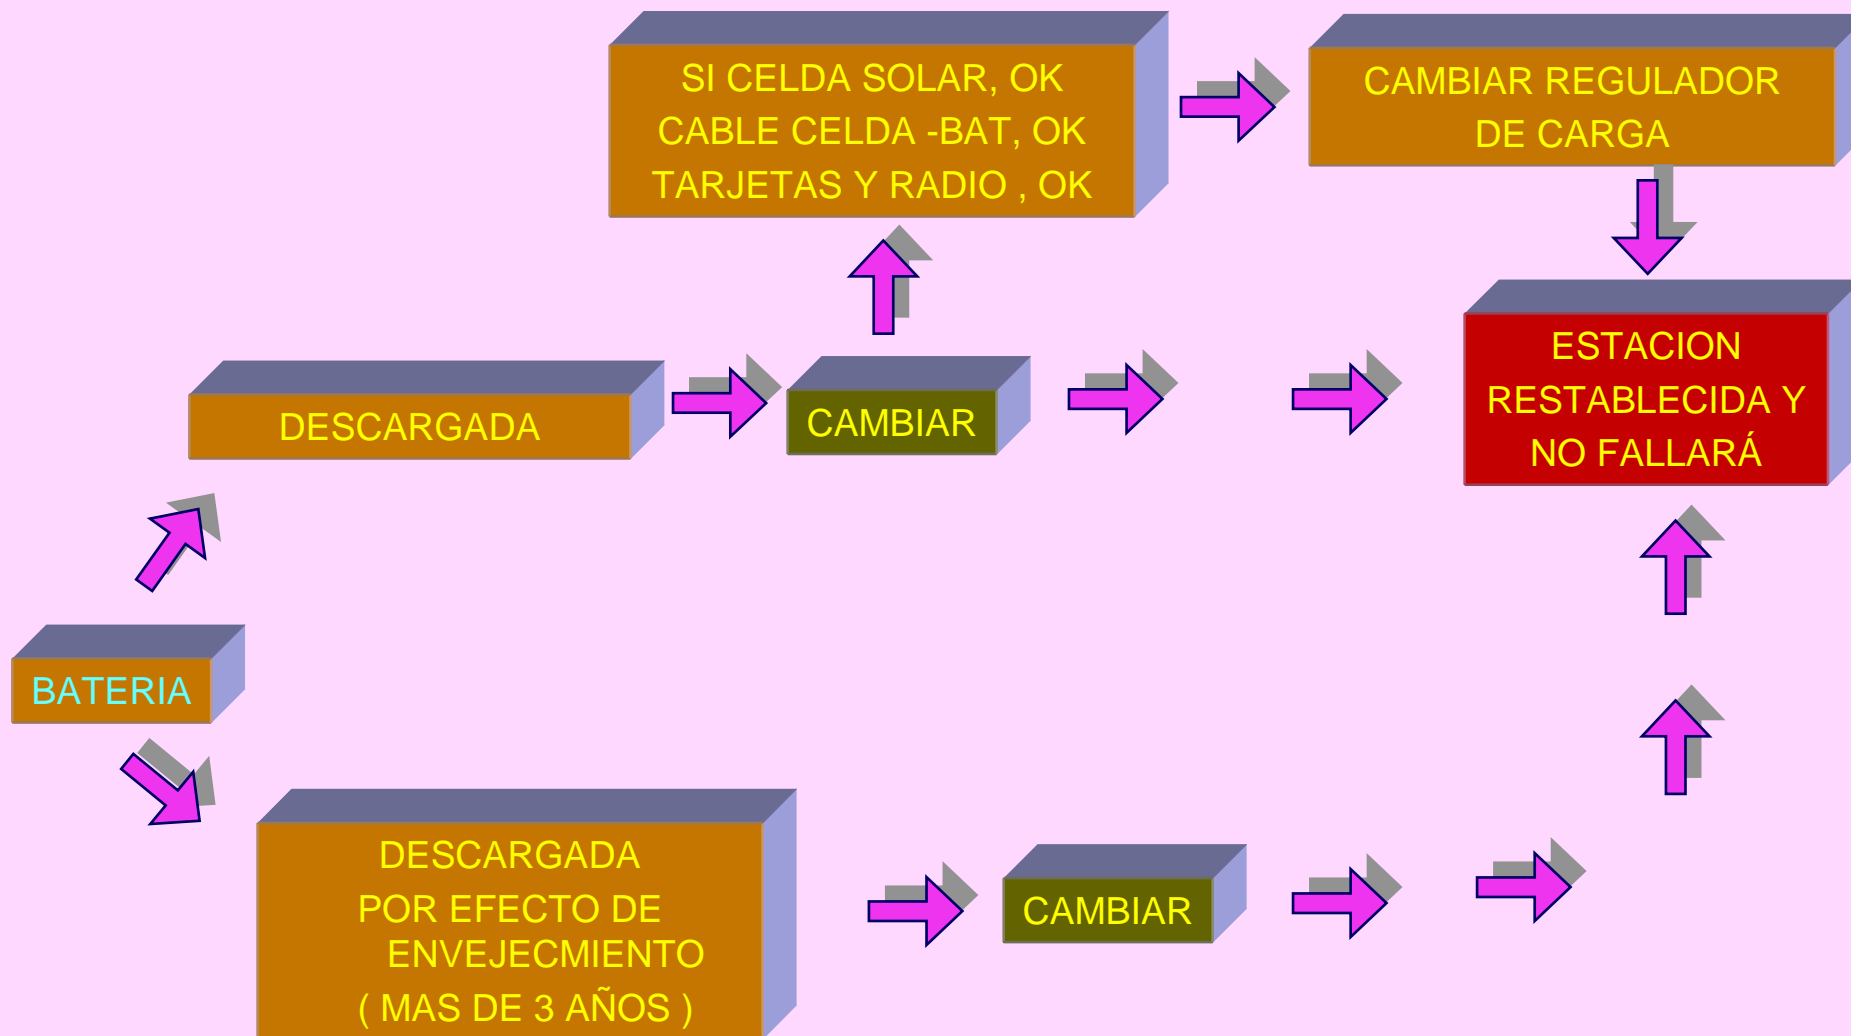 SI CELDA SOLAR, OK
CABLE CELDA -BAT, OK
TARJETAS Y RADIO , OK
CAMBIAR REGULADOR
DE CARGA
ESTACION
RESTABLECIDA Y
NO FALLARÁ
DESCARGADA
CAMBIAR
BATERIA
DESCARGADA
POR EFECTO DE
ENVEJECMIENTO
( MAS DE 3 AÑOS )
CAMBIAR